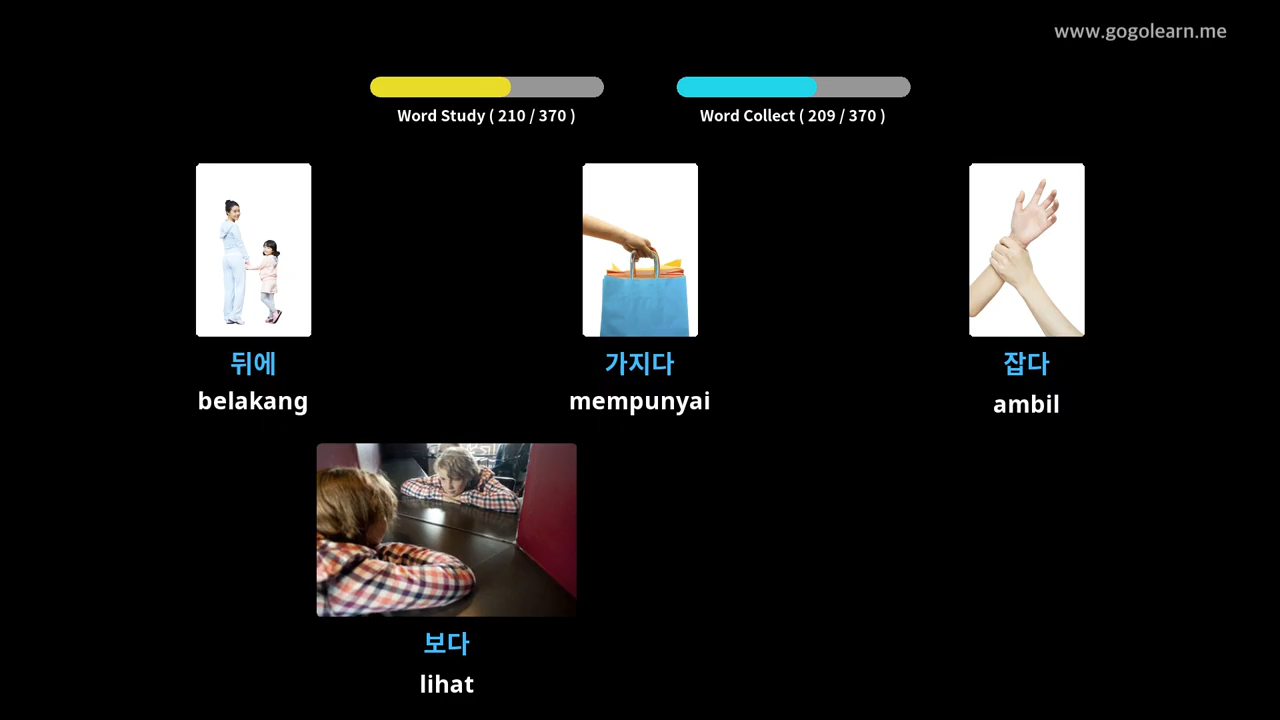 www.gogolearn.me
Word Study ( 210 / 370 )
Word Collect ( 209 / 370 )
뒤에
가지다
잡다
belakang
mempunyai
ambil
보다
lihat